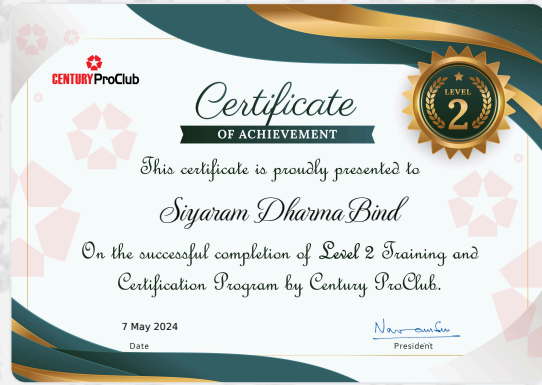 CENTURY ProClub
Certificate
OF ACHIEVEMENT
LEVEL
2
This certificate is proudly presented to
Siyaram Dharma Bind
On the successful completion of Level 2 Training and
Certification Program by Century ProClub.
7 May 2024
Date
President